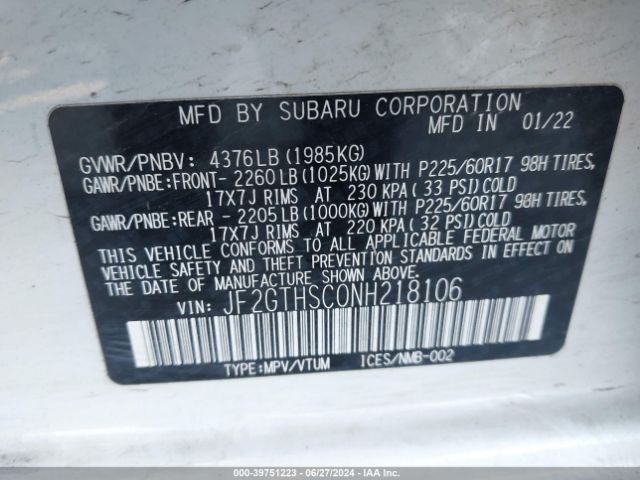 MFD BY SUBARU CORPORATION
MFD IN 01/22
GVWR/PNBV: 4376LB(1985KG)
GAWR/PNBE:FRONT- 2260LB(1025KG)WITH P225/60R17 98H TIRES,
17X7J RIMS AT 230 KPA(33 PSI)COLD
GAWR/PNBE:REAR - 2205LB(1000KG)WITH P225/60R17 98H TIRES,
17X7J RIMS AT 220 KPA(32 PSI)COLD
THIS VEHICLE CONFORMS TO ALL APPLICABLE FEDERAL MOTOR
VEHICLE SAFETY AND THEFT PREVENTION STANDARDS IN EFFECT ON
THE DATE OF MANUFACTURE SHOWN ABOVE.
VIN: JF2GTHSC0NH218106
TYPE:MPV/VTUM ICES/NMB-002
000-39751223 - 06/27/2024 - IAAI HOLDINGS, LLC.